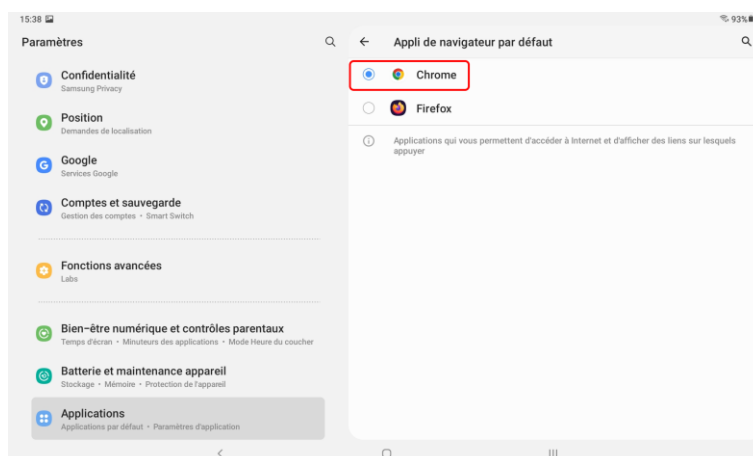 15:38
93%
Paramètres
Appli de navigateur par défaut
Confidentialité
Samsung Privacy
Position
Demandes de localisation
Google
Services Google
Comptes et sauvegarde
Gestion des comptes • Smart Switch
Fonctions avancées
Labs
Bien-être numérique et contrôles parentaux
Temps d'écran • Minuteurs des applications • Mode Heure du coucher
Batterie et maintenance appareil
Stockage • Mémoire • Protection de l'appareil
Applications
Applications par défaut • Paramètres d'application
Chrome
Firefox
Applications qui vous permettent d'accéder à Internet et d'afficher des liens sur lesquels
appuyer